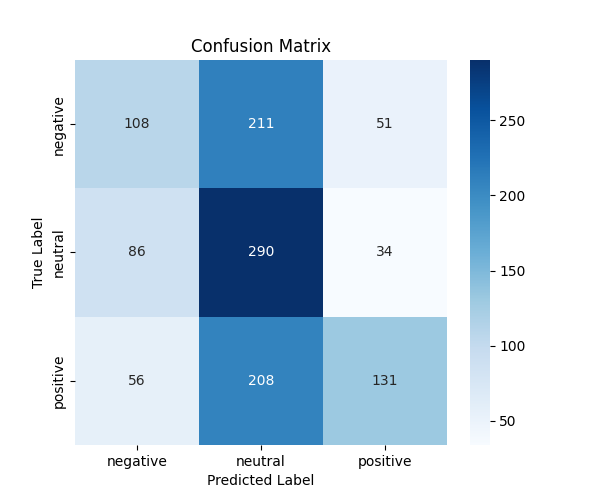 Confusion Matrix
True Label
negative
neutral
positive
108 211 51
86 290 34
56 208 131
negative neutral positive
Predicted Label
250
200
150
100
50